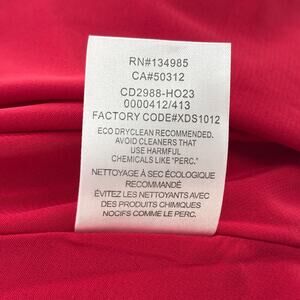 RN#134985
CA#50312
CD2988-HO23
0000412/413
FACTORY CODE#XDS1012
ECO DRYCLEAN RECOMMENDED.
AVOID CLEANERS THAT
USE HARMFUL
CHEMICALS LIKE "PERC."
NETTOYAGE À SEC ÉCOLOGIQUE
RECOMMANDÉ
ÉVITEZ LES NETTOYANTS AVEC
DES PRODUITS CHIMIQUES
NOCIFS COMME LE PERC.